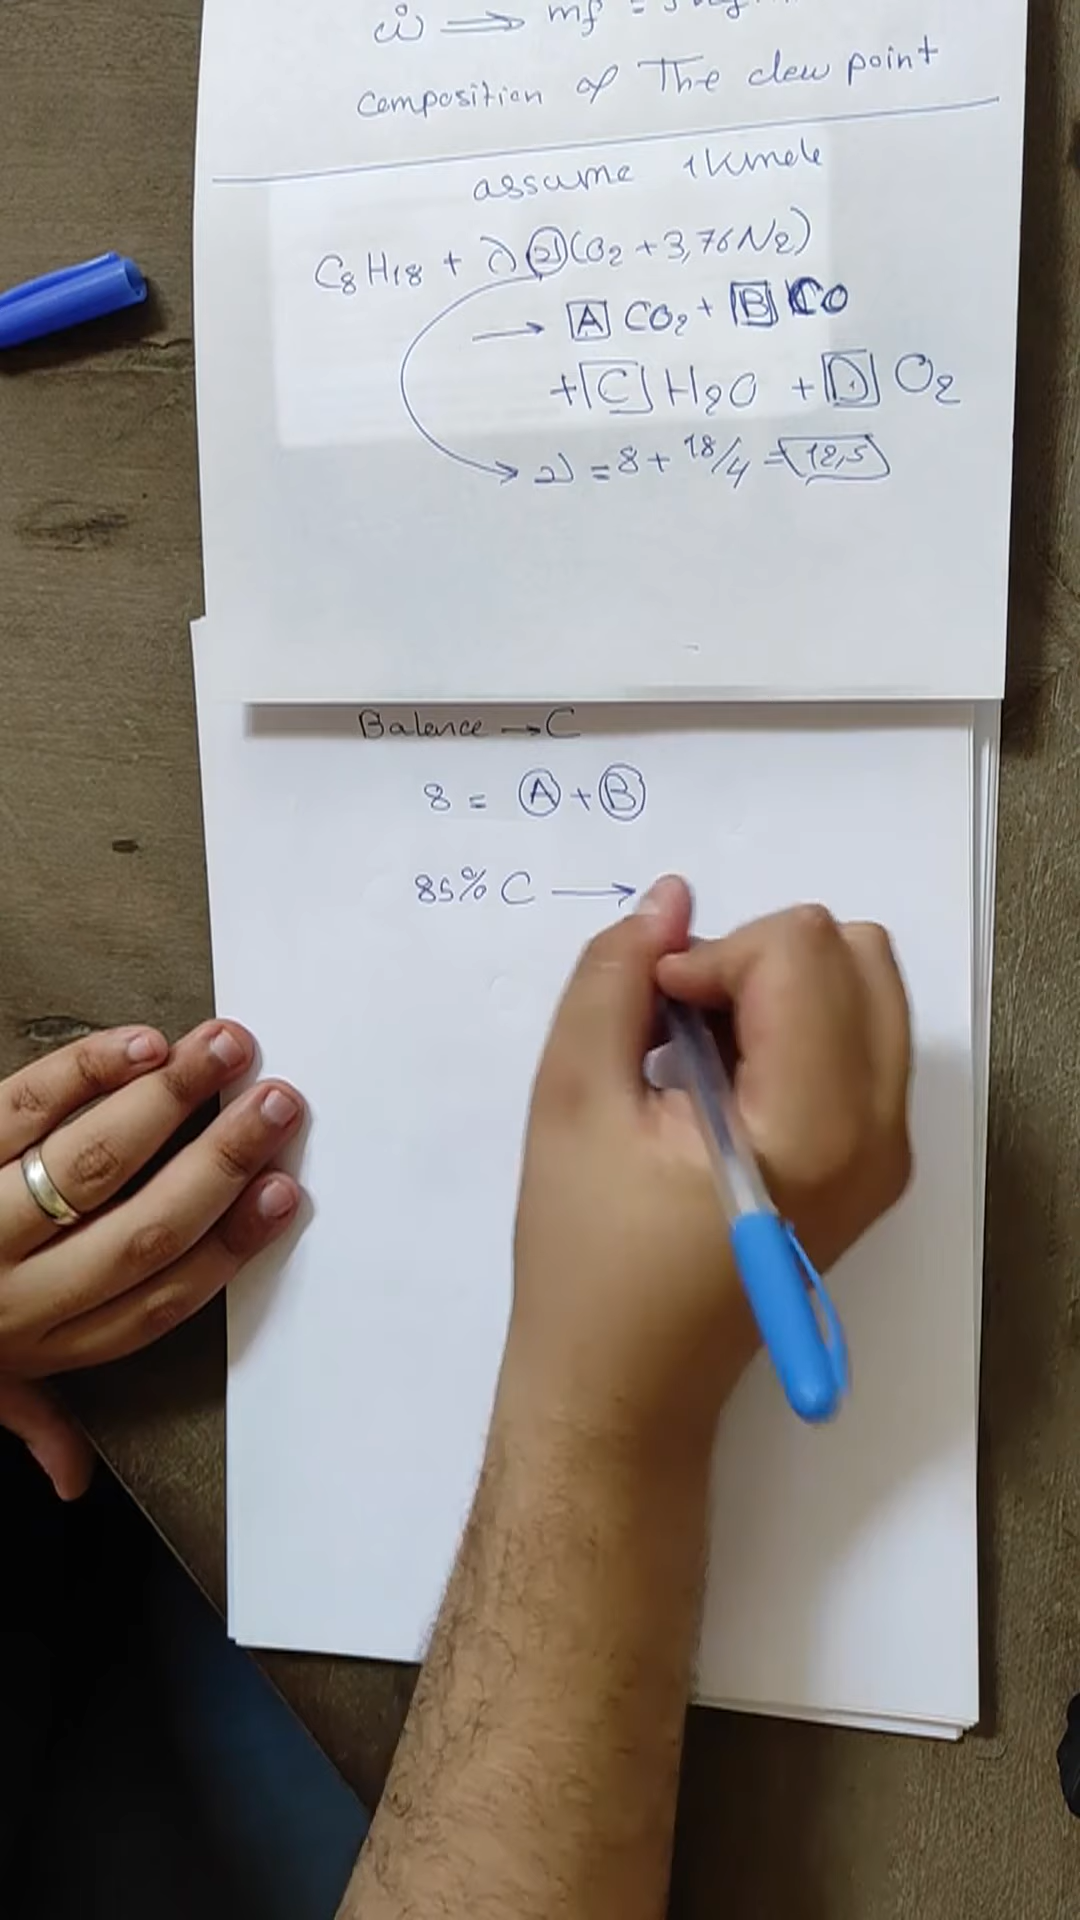 ω̇ → mf =
composition of The dew point
assume 1kmole
C8H18 + λ (O2 + 3,76N2)
→ A CO2 + B CO
+ C H2O + D O2
= 8 + 18/4 = 12,5
Balence → C
8 = A + B
85% C →